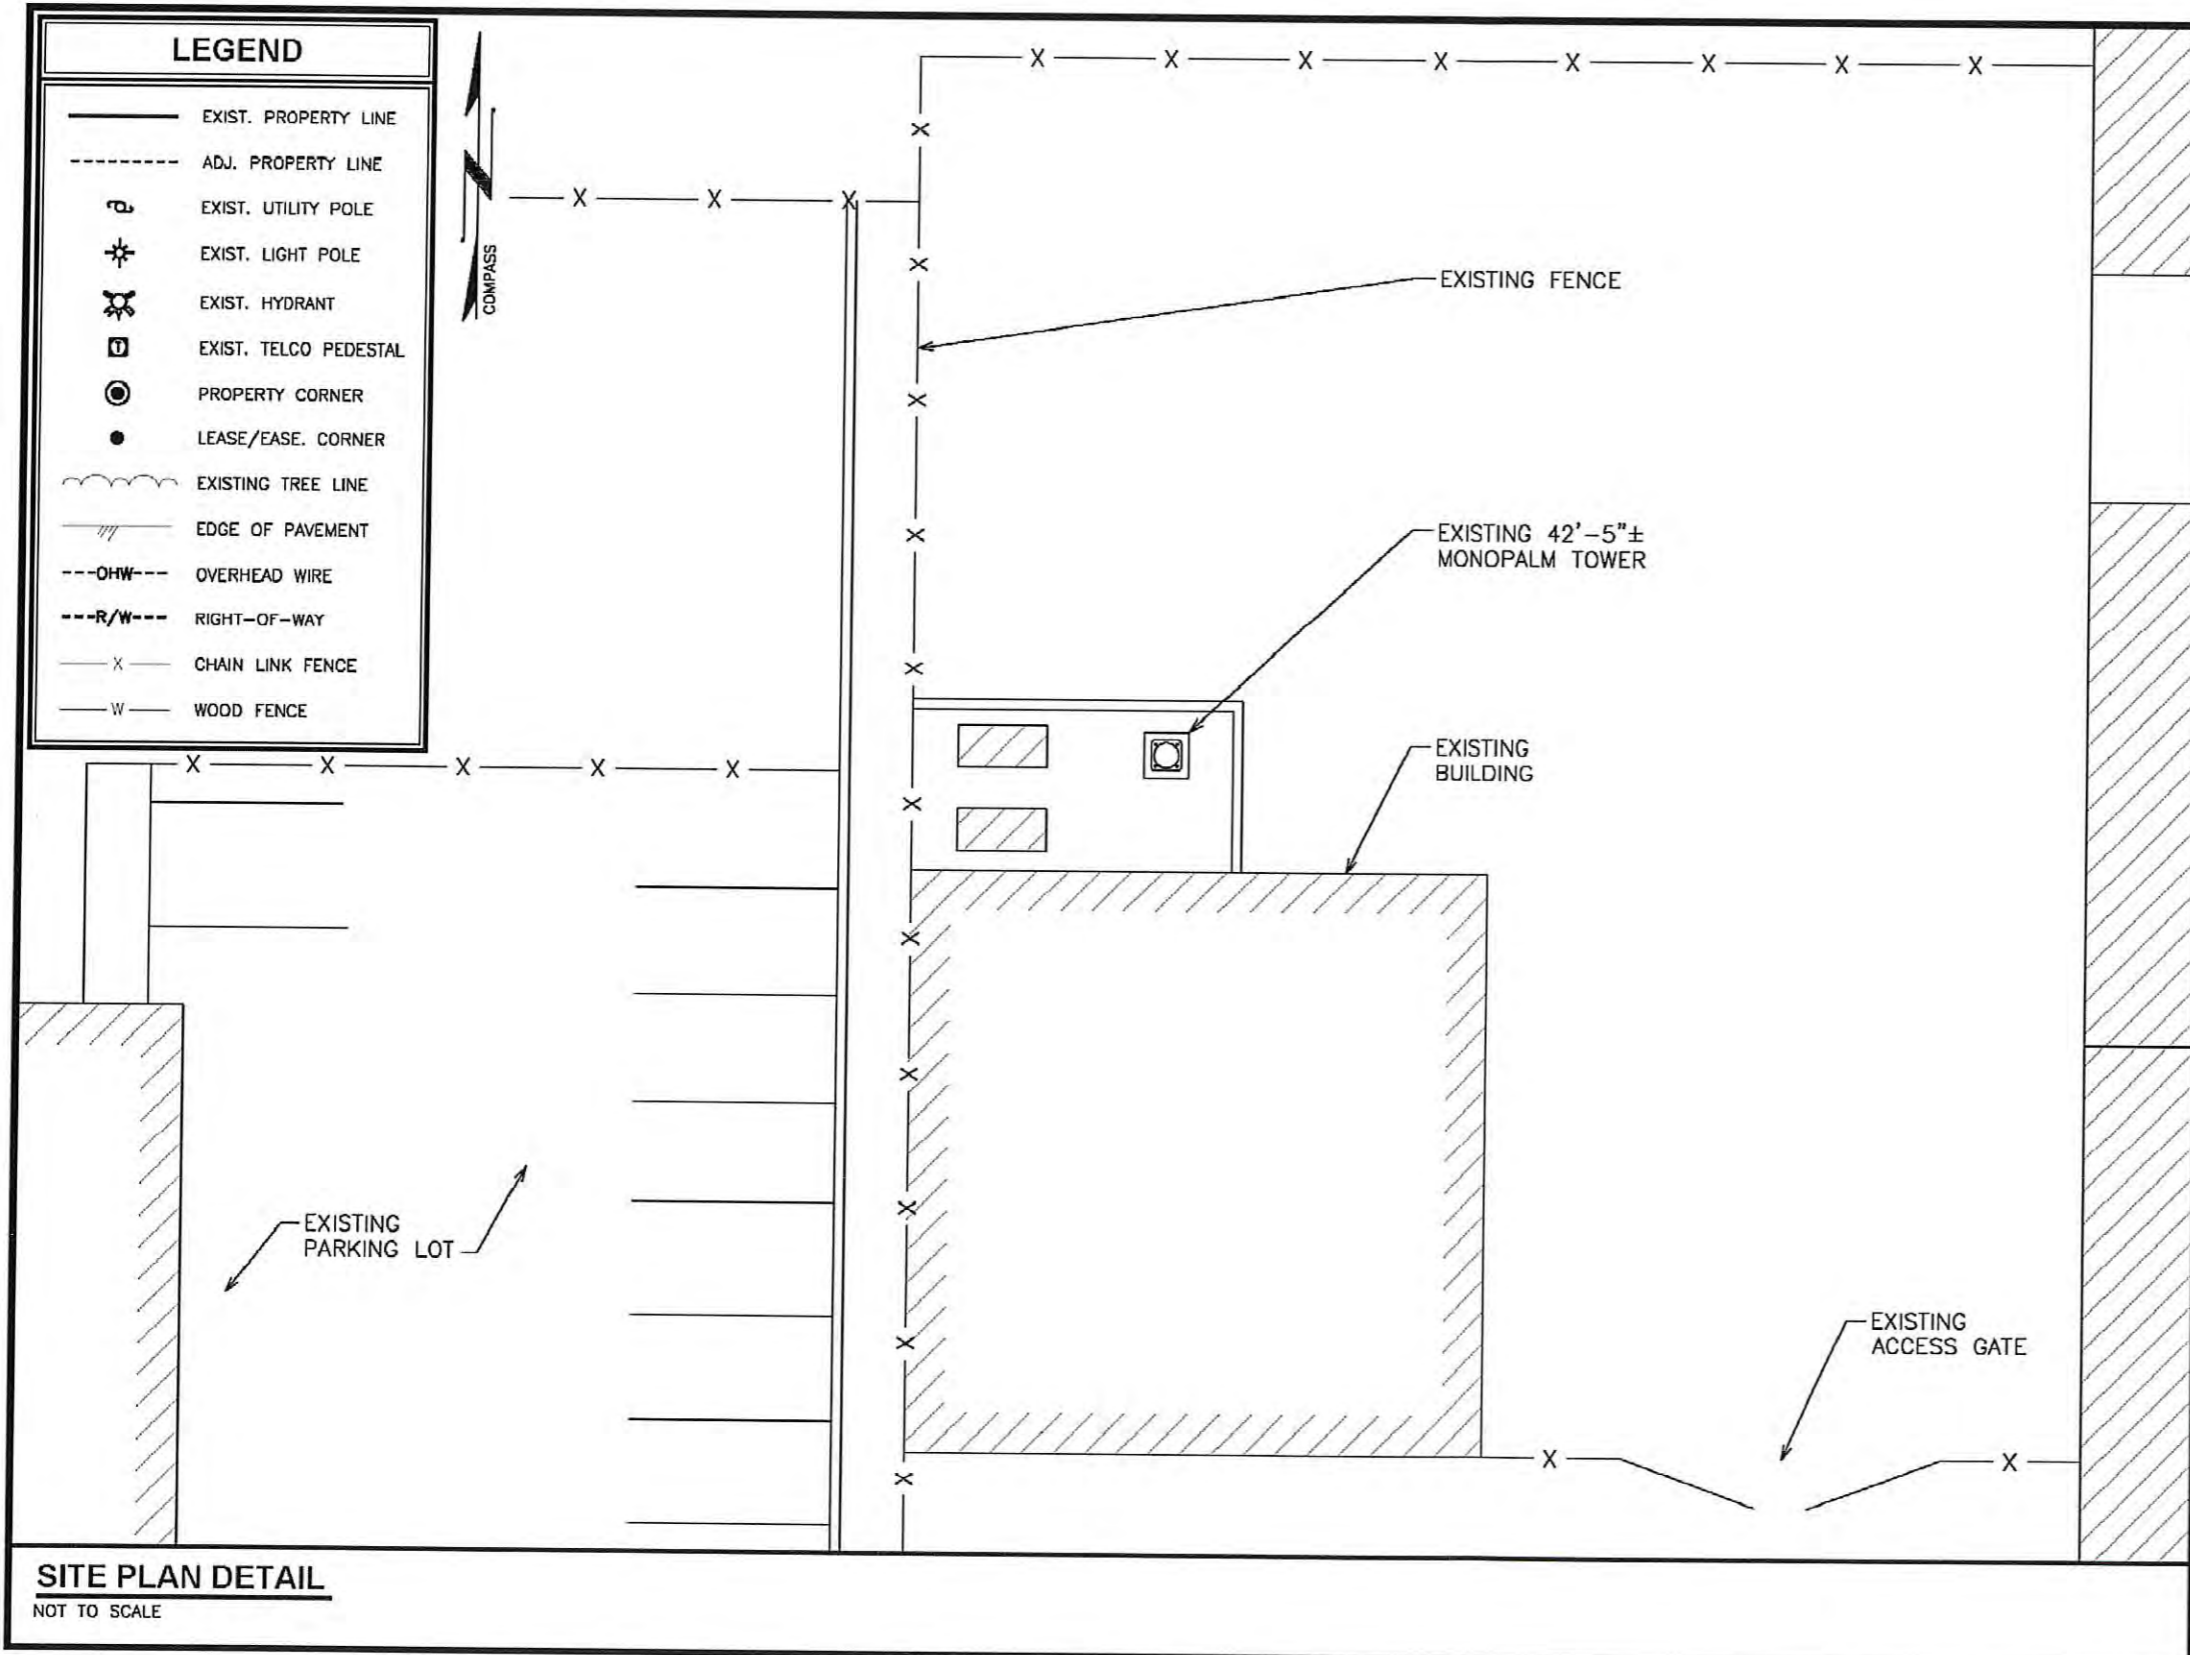 LEGEND
EXIST. PROPERTY LINE
ADJ. PROPERTY LINE
EXIST. UTILITY POLE
EXIST. LIGHT POLE
EXIST. HYDRANT
T EXIST. TELCO PEDESTAL
PROPERTY CORNER
LEASE/EASE. CORNER
EXISTING TREE LINE
EDGE OF PAVEMENT
---OHW--- OVERHEAD WIRE
---R/W--- RIGHT-OF-WAY
X CHAIN LINK FENCE
W WOOD FENCE
N
COMPASS
X X X X X X X X
X X X
X
X
X
X
X
X
X
X
X
X
X
X X X X X
EXISTING FENCE
EXISTING 42'-5"±
MONOPALM TOWER
EXISTING
BUILDING
EXISTING
PARKING LOT
EXISTING
ACCESS GATE
X X
SITE PLAN DETAIL
NOT TO SCALE